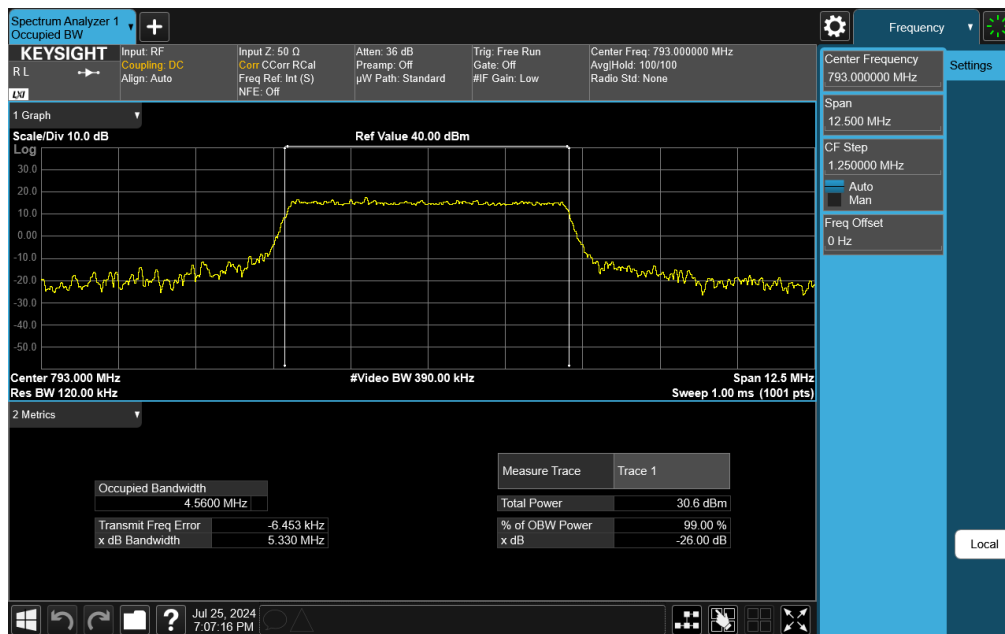 Spectrum Analyzer 1
Occupied BW
Frequency
KEYSIGHT
R L
LXI
Input: RF
Coupling: DC
Align: Auto
Input Z: 50 Ω
Corr CCorr RCal
Freq Ref: Int (S)
NFE: Off
Atten: 36 dB
Preamp: Off
µW Path: Standard
Trig: Free Run
Gate: Off
#IF Gain: Low
Center Freq: 793.000000 MHz
Avg|Hold: 100/100
Radio Std: None
Center Frequency
793.000000 MHz
Settings
Span
12.500 MHz
CF Step
1.250000 MHz
Auto
Man
Freq Offset
0 Hz
Local
1 Graph
Scale/Div 10.0 dB
Ref Value 40.00 dBm
Log
30.0
20.0
10.0
0.00
-10.0
-20.0
-30.0
-40.0
-50.0
Center 793.000 MHz
#Video BW 390.00 kHz
Span 12.5 MHz
Res BW 120.00 kHz
Sweep 1.00 ms (1001 pts)
2 Metrics
Measure Trace Trace 1
Occupied Bandwidth
4.5600 MHz
Total Power 30.6 dBm
Transmit Freq Error -6.453 kHz
% of OBW Power 99.00 %
x dB Bandwidth 5.330 MHz
x dB -26.00 dB
?
Jul 25, 2024
7:07:16 PM